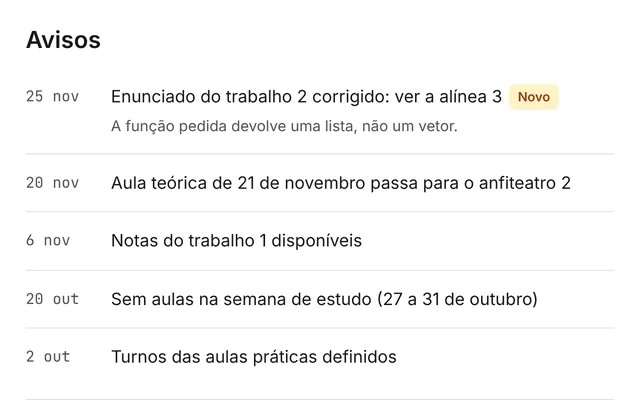 Avisos
25 nov Enunciado do trabalho 2 corrigido: ver a alínea 3 Novo
A função pedida devolve uma lista, não um vetor.
20 nov Aula teórica de 21 de novembro passa para o anfiteatro 2
6 nov Notas do trabalho 1 disponíveis
20 out Sem aulas na semana de estudo (27 a 31 de outubro)
2 out Turnos das aulas práticas definidos